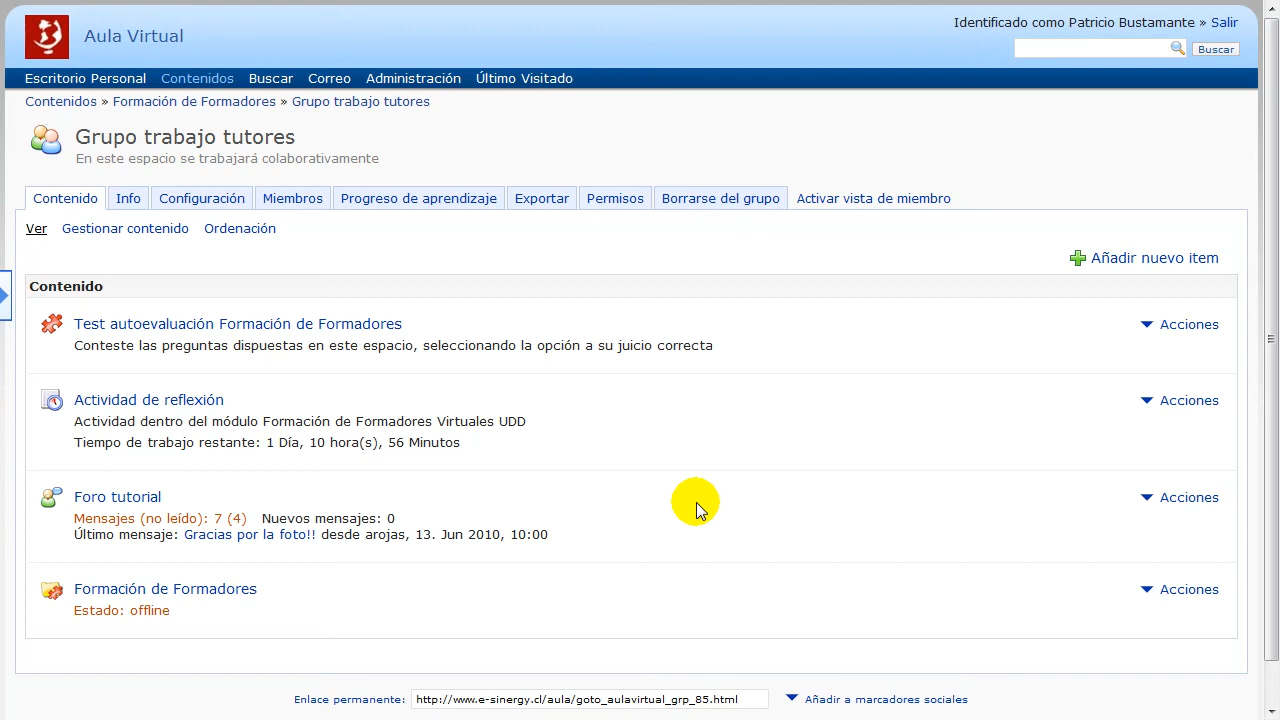 Identificado como Patricio Bustamante » Salir
Aula Virtual
Buscar
Escritorio Personal Contenidos Buscar Correo Administración Último Visitado
Contenidos » Formación de Formadores » Grupo trabajo tutores
Grupo trabajo tutores
En este espacio se trabajará colaborativamente
Contenido Info Configuración Miembros Progreso de aprendizaje Exportar Permisos Borrarse del grupo Activar vista de miembro
Ver Gestionar contenido Ordenación
Añadir nuevo item
Contenido
Test autoevaluación Formación de Formadores Acciones
Conteste las preguntas dispuestas en este espacio, seleccionando la opción a su juicio correcta
Actividad de reflexión Acciones
Actividad dentro del módulo Formación de Formadores Virtuales UDD
Tiempo de trabajo restante: 1 Día, 10 hora(s), 56 Minutos
Foro tutorial Acciones
Mensajes (no leído): 7 (4) Nuevos mensajes: 0
Último mensaje: Gracias por la foto!! desde arojas, 13. Jun 2010, 10:00
Formación de Formadores Acciones
Estado: offline
Enlace permanente: http://www.e-sinergy.cl/aula/goto_aulavirtual_grp_85.html Añadir a marcadores sociales